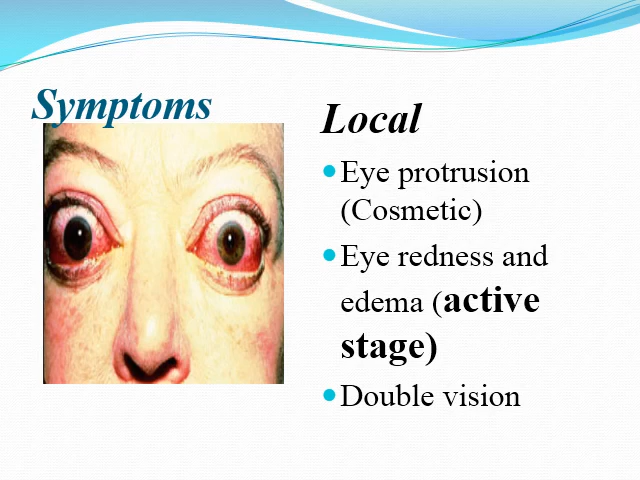 Symptoms
Local
Eye protrusion
(Cosmetic)
Eye redness and
edema (active
stage)
Double vision